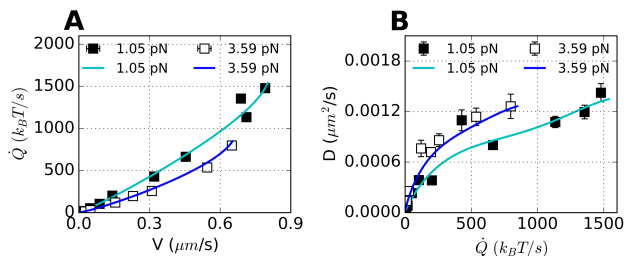 A
2000
1500
1000
500
0
0.0
0.3
0.6
0.9
Q̇ (k_BT/s)
V (μm/s)
1.05 pN
3.59 pN
1.05 pN
3.59 pN
B
0.0018
0.0012
0.0006
0.0000
0
500
1000
1500
D (μm²/s)
Q̇ (k_BT/s)
1.05 pN
3.59 pN
1.05 pN
3.59 pN